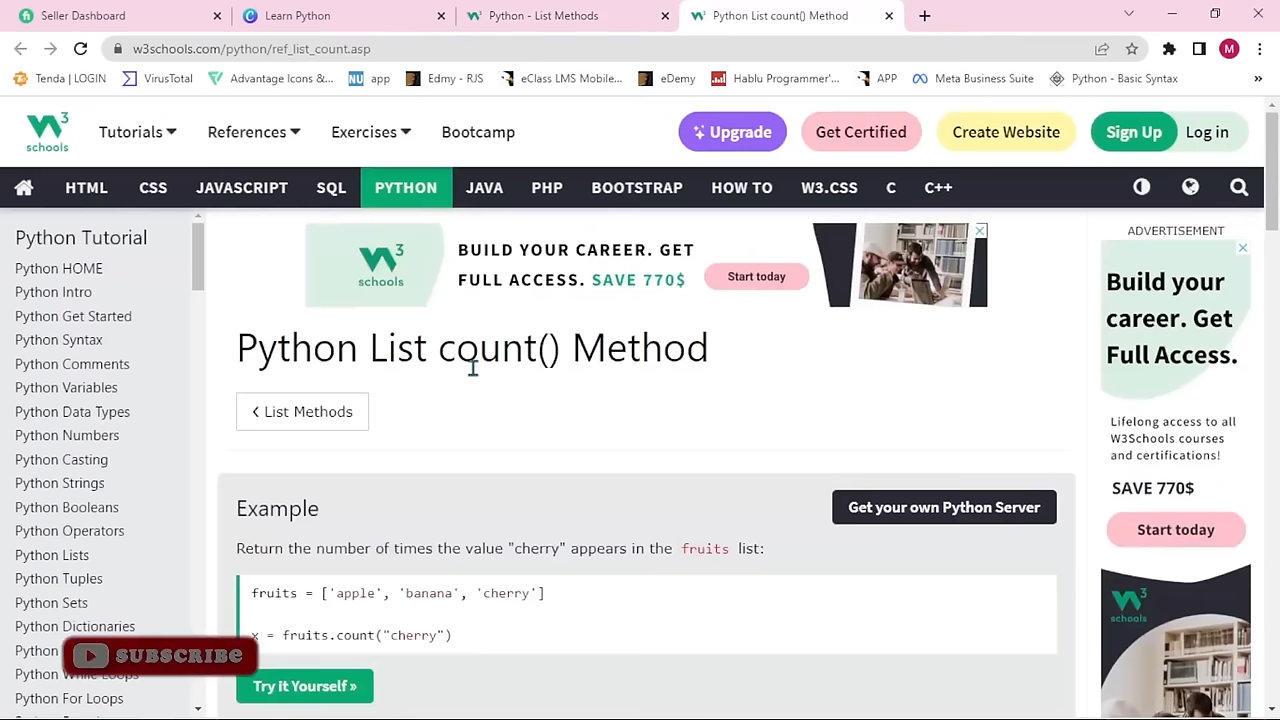 Seller Dashboard
Learn Python
Python - List Methods
Python List count() Method
w3schools.com/python/ref_list_count.asp
M
Tenda | LOGIN
VirusTotal
Advantage Icons &...
NU app
Edmy - RJS
eClass LMS Mobile...
eDemy
Hablu Programmer'...
APP
Meta Business Suite
Python - Basic Syntax
»
W3 schools
Tutorials
References
Exercises
Bootcamp
Upgrade
Get Certified
Create Website
Sign Up
Log in
HTML
CSS
JAVASCRIPT
SQL
PYTHON
JAVA
PHP
BOOTSTRAP
HOW TO
W3.CSS
C
C++
Python Tutorial
Python HOME
Python Intro
Python Get Started
Python Syntax
Python Comments
Python Variables
Python Data Types
Python Numbers
Python Casting
Python Strings
Python Booleans
Python Operators
Python Lists
Python Tuples
Python Sets
Python Dictionaries
SUBSCRIBE
Python For Loops
W3 schools
BUILD YOUR CAREER. GET
FULL ACCESS. SAVE 770$
Start today
Python List count() Method
‹ List Methods
Example
Get your own Python Server
Return the number of times the value "cherry" appears in the fruits list:
fruits = ['apple', 'banana', 'cherry']
x = fruits.count("cherry")
Try it Yourself »
ADVERTISEMENT
Build your
career. Get
Full Access.
Lifelong access to all
W3Schools courses
and certifications!
SAVE 770$
Start today
W3 schools